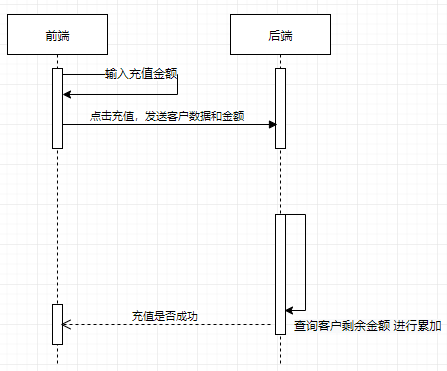 前端
后端
输入充值金额
点击充值，发送客户数据和金额
充值是否成功
查询客户剩余金额 进行累加